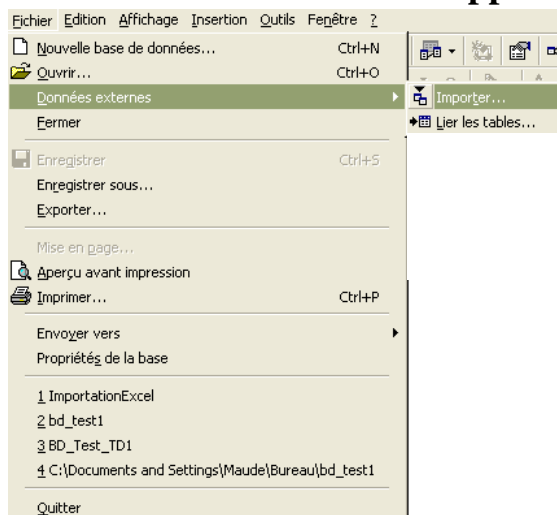 pp
Fichier Edition Affichage Insertion Outils Fenêtre ?
Nouvelle base de données... Ctrl+N
Ouvrir... Ctrl+O
Données externes
Importer...
Lier les tables...
Fermer
Enregistrer Ctrl+S
Enregistrer sous...
Exporter...
Mise en page...
Aperçu avant impression
Imprimer... Ctrl+P
Envoyer vers
Propriétés de la base
1 ImportationExcel
2 bd_test1
3 BD_Test_TD1
4 C:\Documents and Settings\Maude\Bureau\bd_test1
Quitter